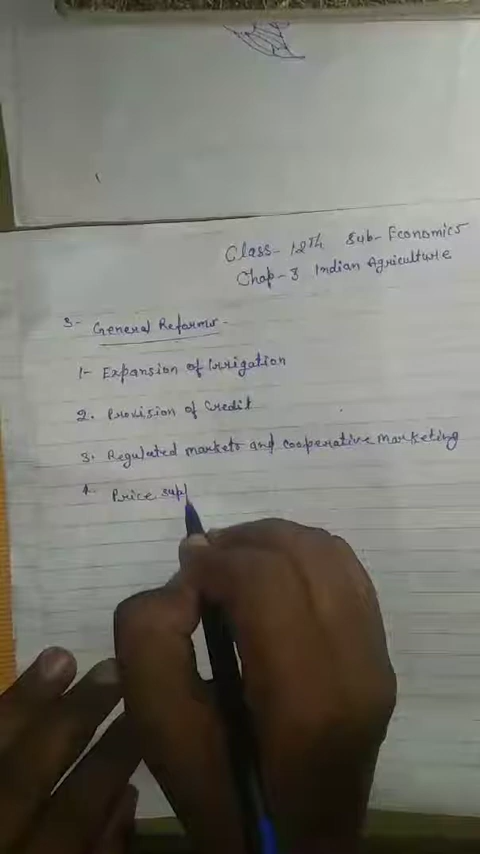 Class- 12Th Sub- Economics
Chap-3 Indian Agriculture
3- General Reforms-
1- Expansion of Irrigation
2. Provision of Credit
3. Regulated markets and cooperative marketing
4. Price sup